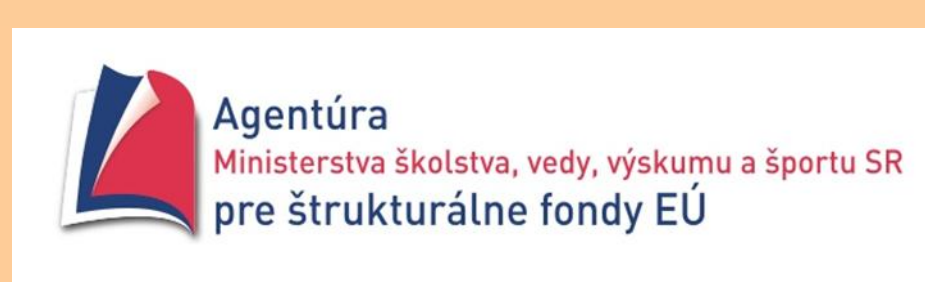 Agentúra
Ministerstva školstva, vedy, výskumu a športu SR
pre štrukturálne fondy EÚ